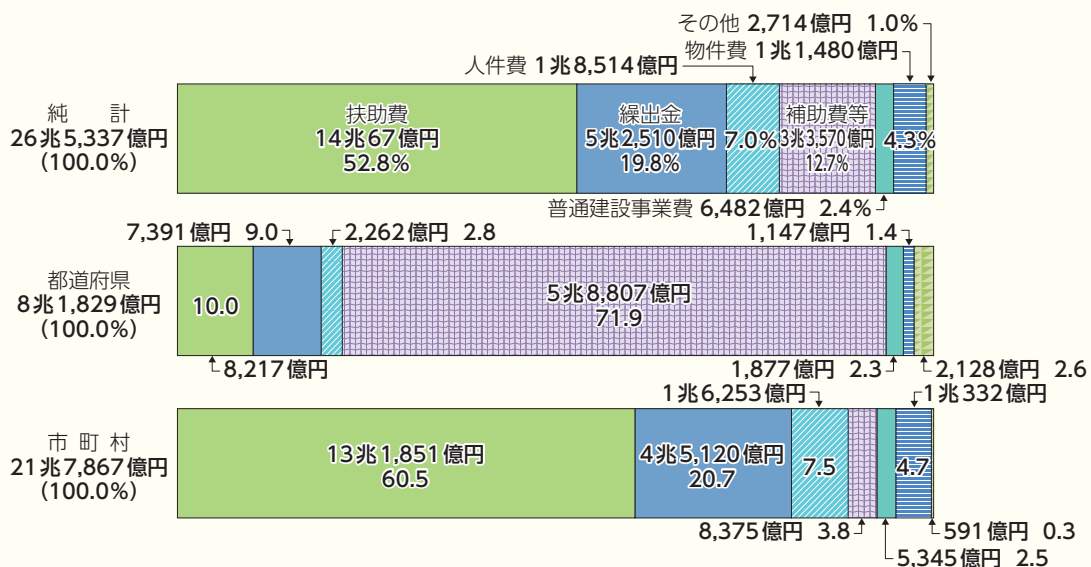 その他 2,714億円 1.0%
物件費 1兆1,480億円
人件費 1兆8,514億円
純計
26兆5,337億円
(100.0%)
扶助費
14兆67億円
52.8%
繰出金
5兆2,510億円
19.8%
7.0%
補助費等
3兆3,570億円
12.7%
4.3%
普通建設事業費 6,482億円 2.4%
7,391億円 9.0
2,262億円 2.8
1,147億円 1.4
都道府県
8兆1,829億円
(100.0%)
10.0
5兆8,807億円
71.9
8,217億円
1,877億円 2.3
2,128億円 2.6
1兆6,253億円
1兆332億円
市町村
21兆7,867億円
(100.0%)
13兆1,851億円
60.5
4兆5,120億円
20.7
7.5
4.7
8,375億円 3.8
591億円 0.3
5,345億円 2.5